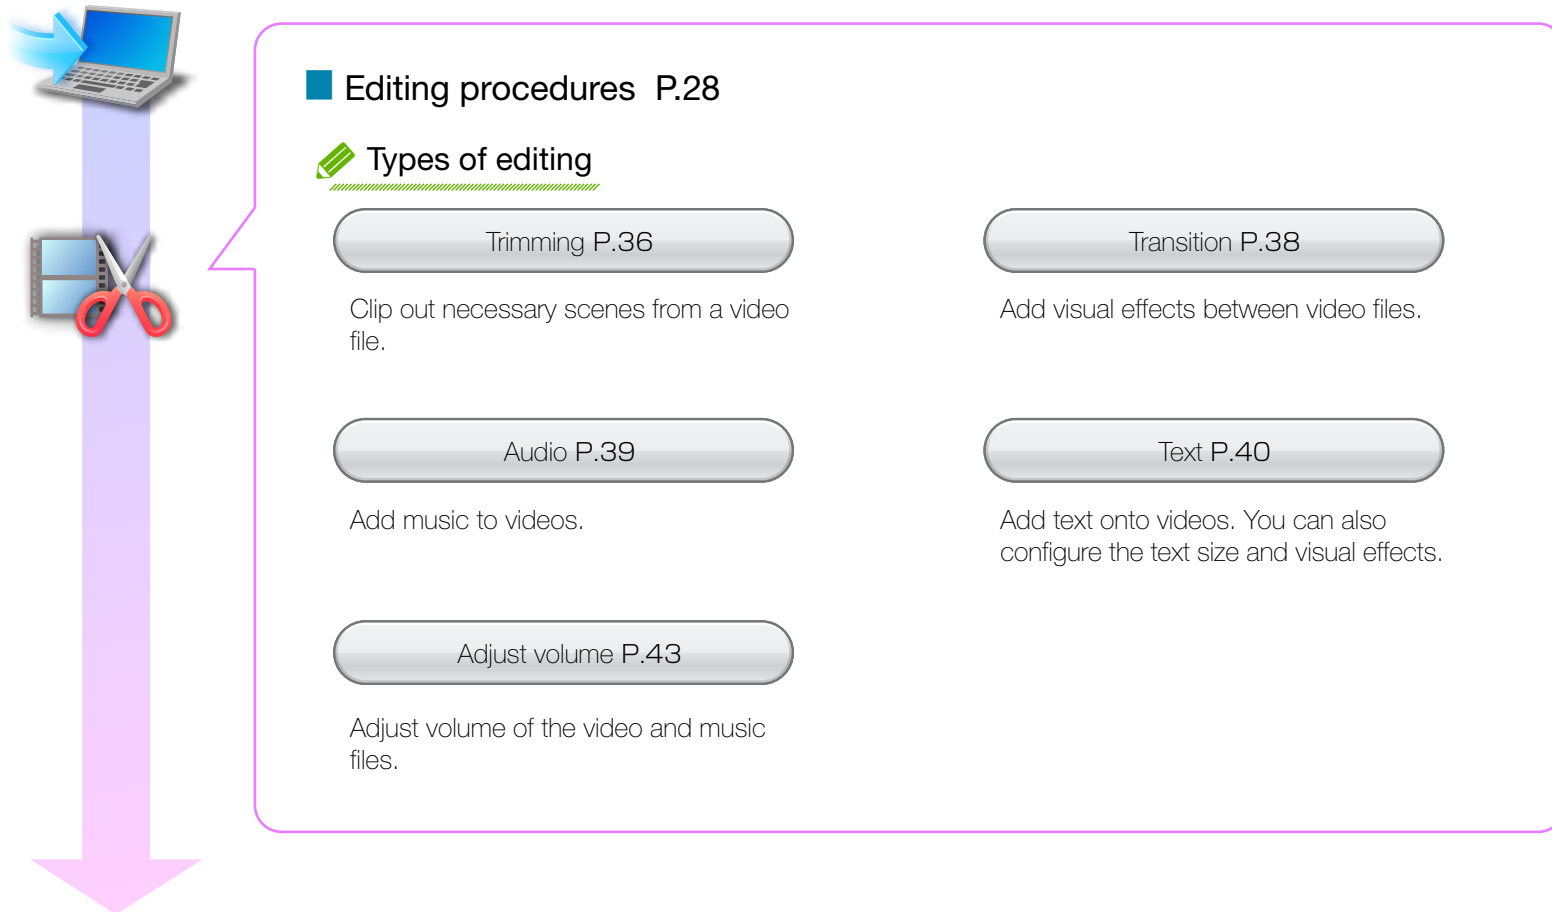 Editing procedures P.28
Types of editing
Trimming P.36
Clip out necessary scenes from a video
file.
Transition P.38
Add visual effects between video files.
Audio P.39
Add music to videos.
Text P.40
Add text onto videos. You can also
configure the text size and visual effects.
Adjust volume P.43
Adjust volume of the video and music
files.